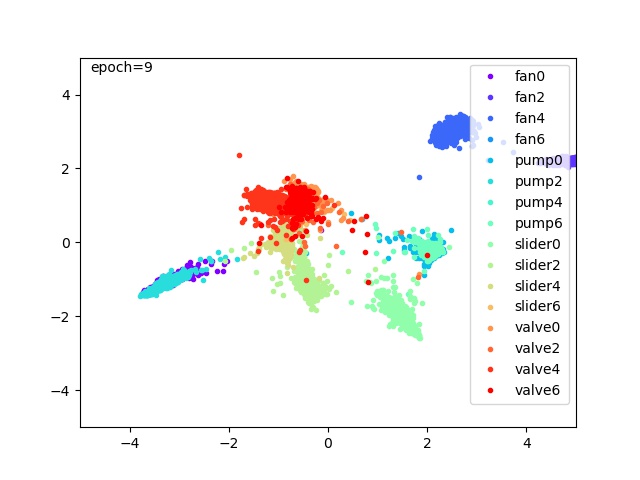 epoch=9
fan0
fan2
fan4
fan6
pump0
pump2
pump4
pump6
slider0
slider2
slider4
slider6
valve0
valve2
valve4
valve6
4
2
0
−2
−4
−4
−2
0
2
4